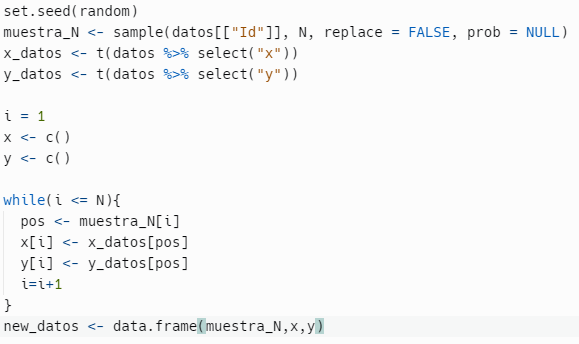 set.seed(random)
muestra_N <- sample(datos[["Id"]], N, replace = FALSE, prob = NULL)
x_datos <- t(datos %>% select("x"))
y_datos <- t(datos %>% select("y"))

i = 1
x <- c()
y <- c()

while(i <= N){
  pos <- muestra_N[i]
  x[i] <- x_datos[pos]
  y[i] <- y_datos[pos]
  i=i+1
}
new_datos <- data.frame(muestra_N,x,y)